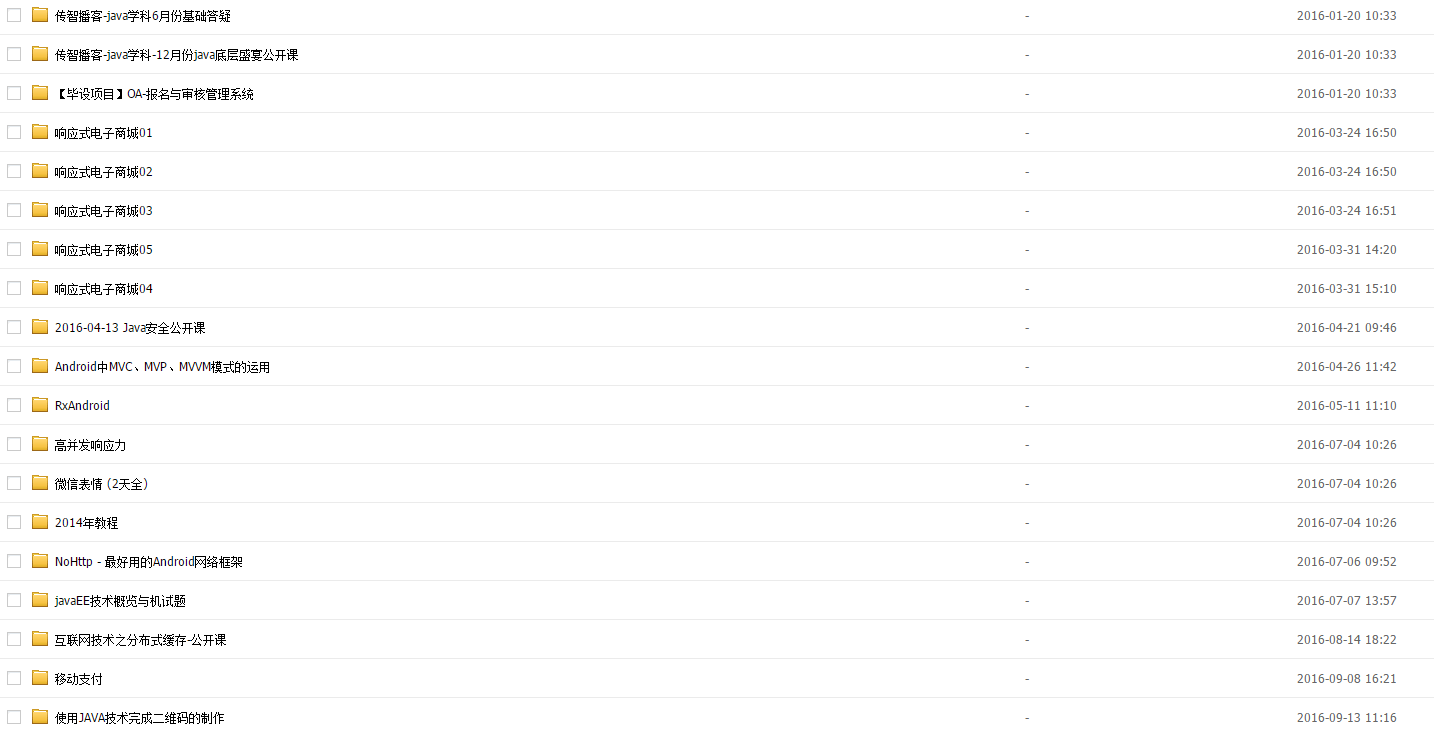 传智播客-java学科6月份基础答疑 - 2016-01-20 10:33
传智播客-java学科-12月份java底层盛宴公开课 - 2016-01-20 10:33
【毕设项目】OA-报名与审核管理系统 - 2016-01-20 10:33
响应式电子商城01 - 2016-03-24 16:50
响应式电子商城02 - 2016-03-24 16:50
响应式电子商城03 - 2016-03-24 16:51
响应式电子商城05 - 2016-03-31 14:20
响应式电子商城04 - 2016-03-31 15:10
2016-04-13 Java安全公开课 - 2016-04-21 09:46
Android中MVC、MVP、MVVM模式的运用 - 2016-04-26 11:42
RxAndroid - 2016-05-11 11:10
高并发响应力 - 2016-07-04 10:26
微信表情（2天全） - 2016-07-04 10:26
2014年教程 - 2016-07-04 10:26
NoHttp - 最好用的Android网络框架 - 2016-07-06 09:52
javaEE技术概览与机试题 - 2016-07-07 13:57
互联网技术之分布式缓存-公开课 - 2016-08-14 18:22
移动支付 - 2016-09-08 16:21
使用JAVA技术完成二维码的制作 - 2016-09-13 11:16